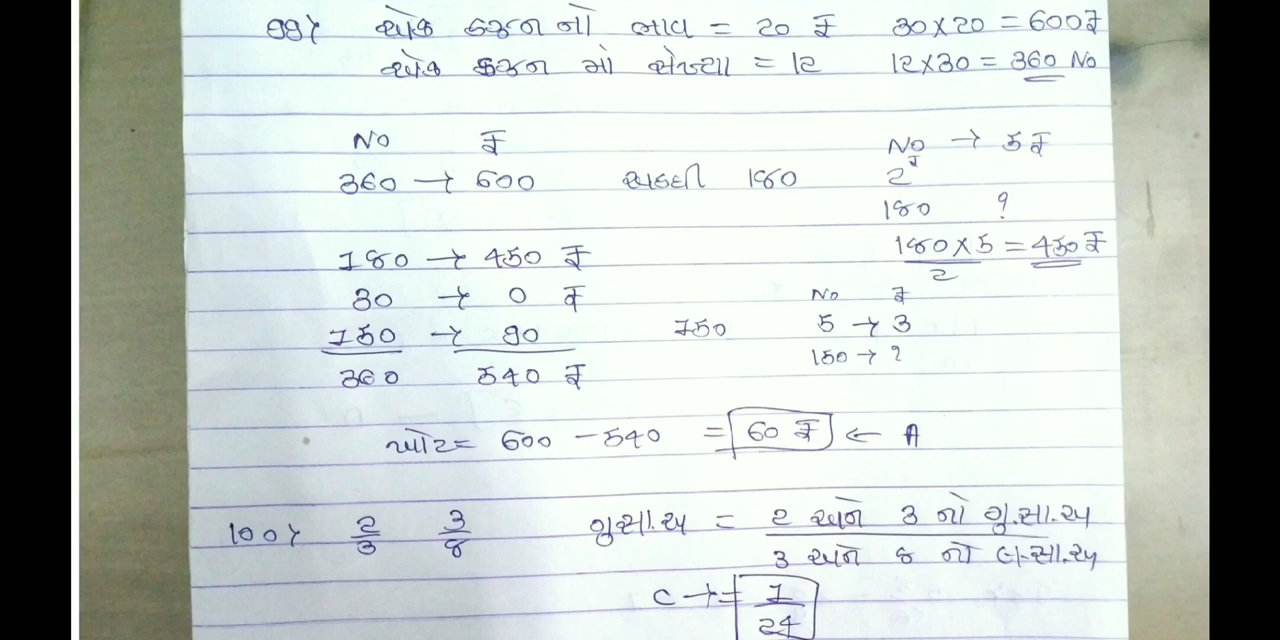 99) એક ડઝન નો ભાવ = 20 ₹ 30×20 = 600₹
એક ડઝન માં સંખ્યા = 12 12×30 = 360 No
No ₹
360 → 600
અડધી 180
180 → 450 ₹
30 → 0 ₹
150 → 90
360 540 ₹
No → 5 ₹
2
180 ?
180×5 = 450 ₹
2
No ₹
150 5 → 3
150 → ?
ખોટ = 600 - 540 = 60 ₹ ← A
100) 2/3 3/8 ગુ.સા.અ = 2 અને 3 નો ગુ.સા.અ
3 અને 8 નો લ.સા.અ
C → = 1/24